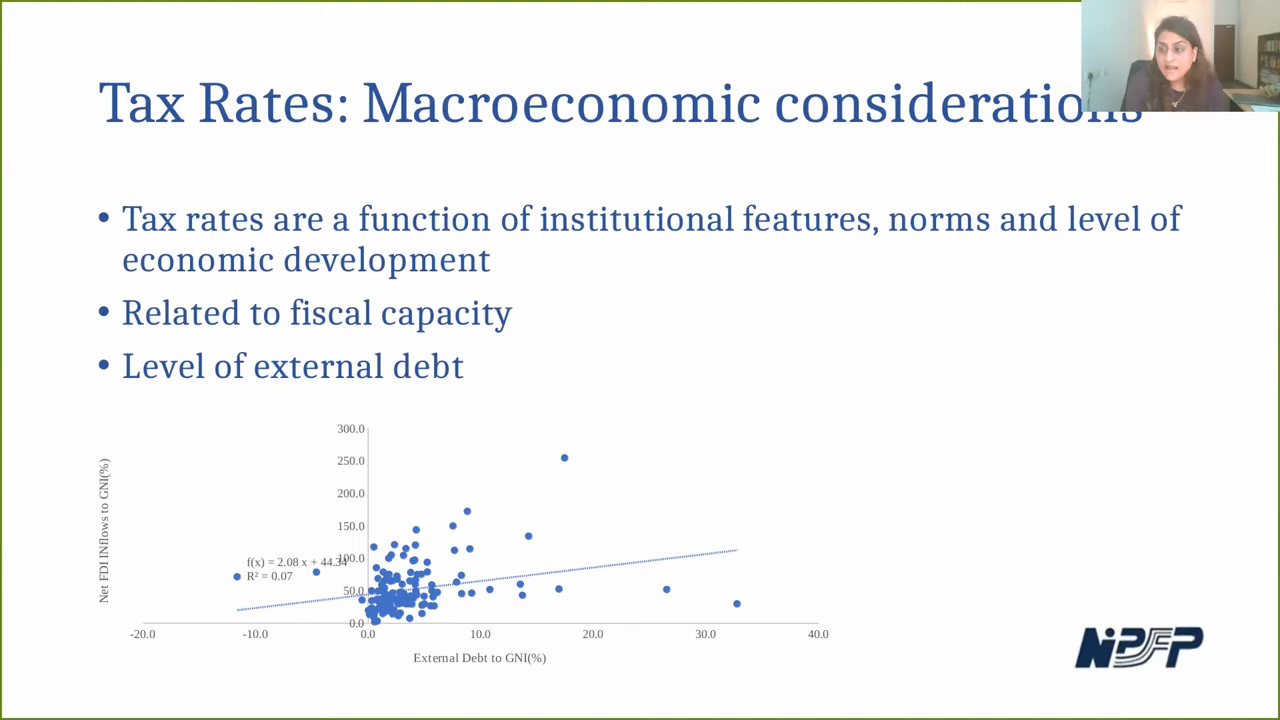 Tax Rates: Macroeconomic considerations
• Tax rates are a function of institutional features, norms and level of
economic development
• Related to fiscal capacity
• Level of external debt
Net FDI INflows to GNI(%)
300.0
250.0
200.0
150.0
100.0
50.0
0.0
f(x) = 2.08 x + 44.34
R² = 0.07
-20.0 -10.0 0.0 10.0 20.0 30.0 40.0
External Debt to GNI(%)
NIPFP